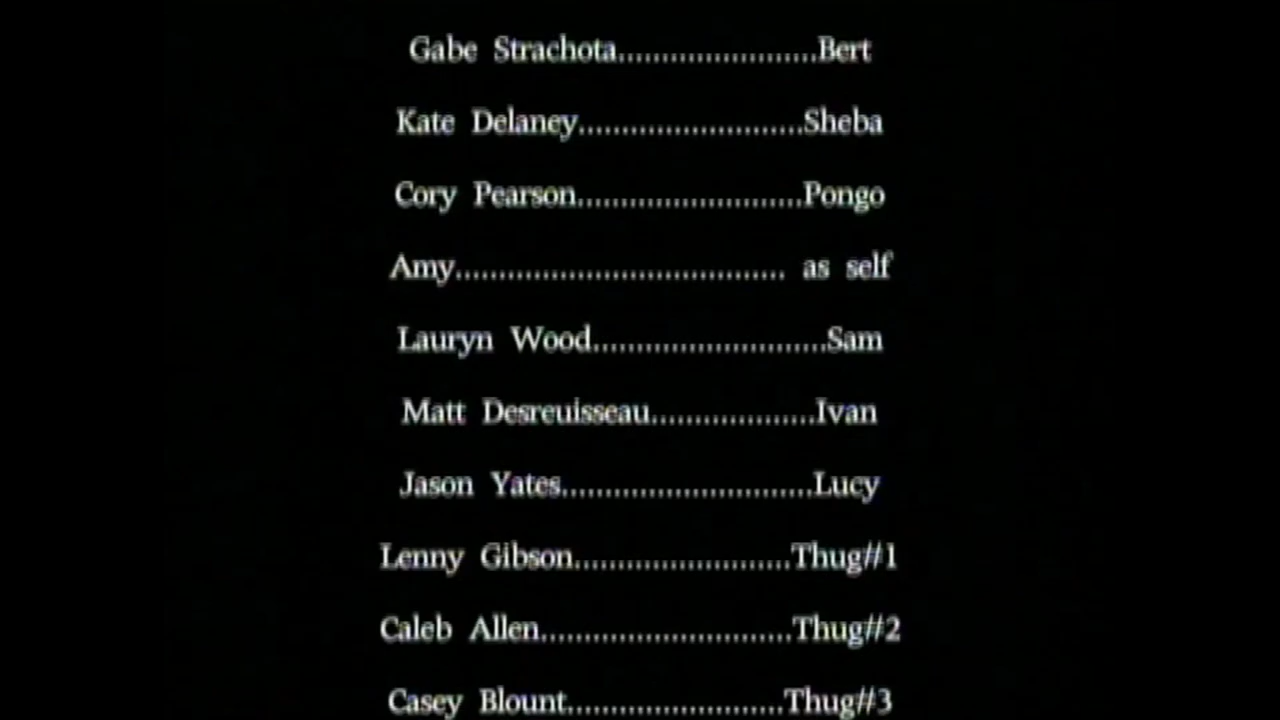 Gabe Strachota.......................Bert
Kate Delaney..........................Sheba
Cory Pearson..........................Pongo
Amy...................................... as self
Lauryn Wood...........................Sam
Matt Desreuisseau...................Ivan
Jason Yates.............................Lucy
Lenny Gibson.........................Thug#1
Caleb Allen.............................Thug#2
Casey Blount.........................Thug#3